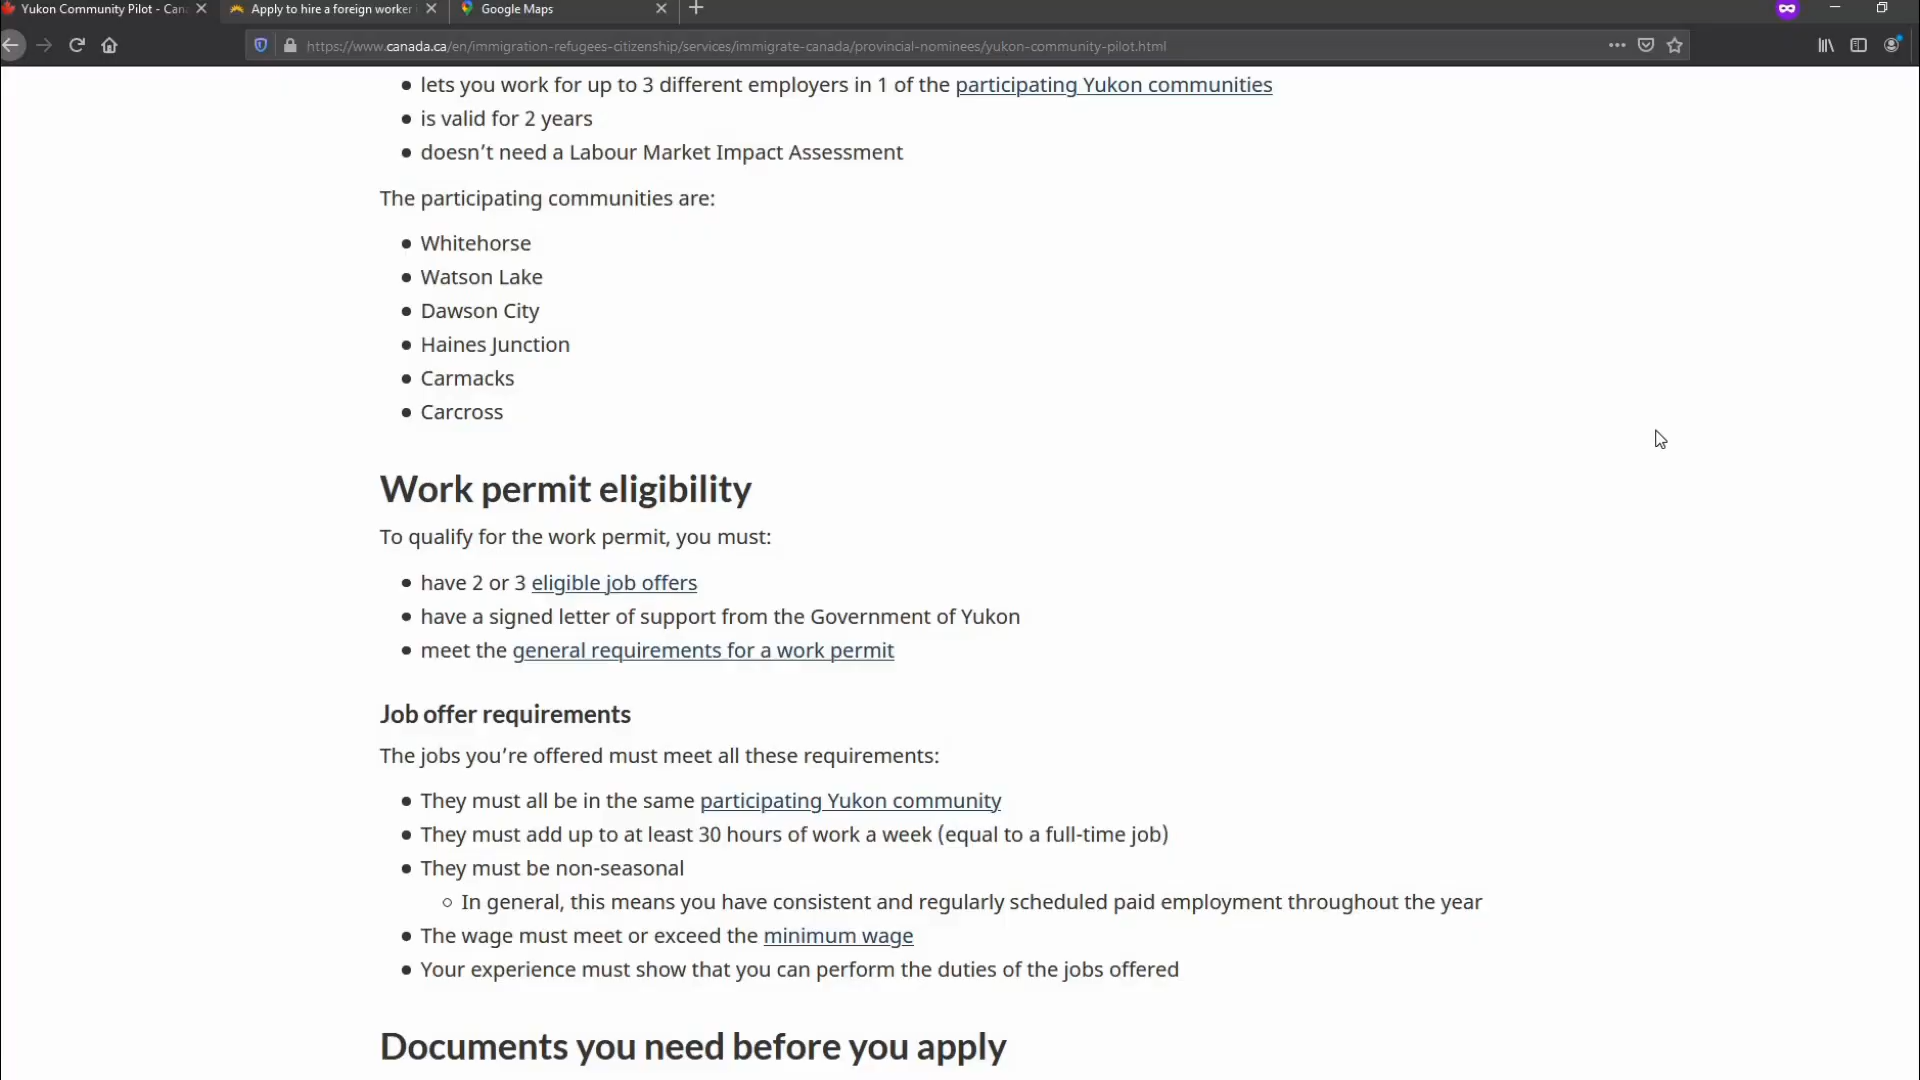 Yukon Community Pilot - Can
Apply to hire a foreign worker
Google Maps
https://www.canada.ca/en/immigration-refugees-citizenship/services/immigrate-canada/provincial-nominees/yukon-community-pilot.html
lets you work for up to 3 different employers in 1 of the participating Yukon communities
is valid for 2 years
doesn’t need a Labour Market Impact Assessment
The participating communities are:
Whitehorse
Watson Lake
Dawson City
Haines Junction
Carmacks
Carcross
Work permit eligibility
To qualify for the work permit, you must:
have 2 or 3 eligible job offers
have a signed letter of support from the Government of Yukon
meet the general requirements for a work permit
Job offer requirements
The jobs you’re offered must meet all these requirements:
They must all be in the same participating Yukon community
They must add up to at least 30 hours of work a week (equal to a full-time job)
They must be non-seasonal
In general, this means you have consistent and regularly scheduled paid employment throughout the year
The wage must meet or exceed the minimum wage
Your experience must show that you can perform the duties of the jobs offered
Documents you need before you apply